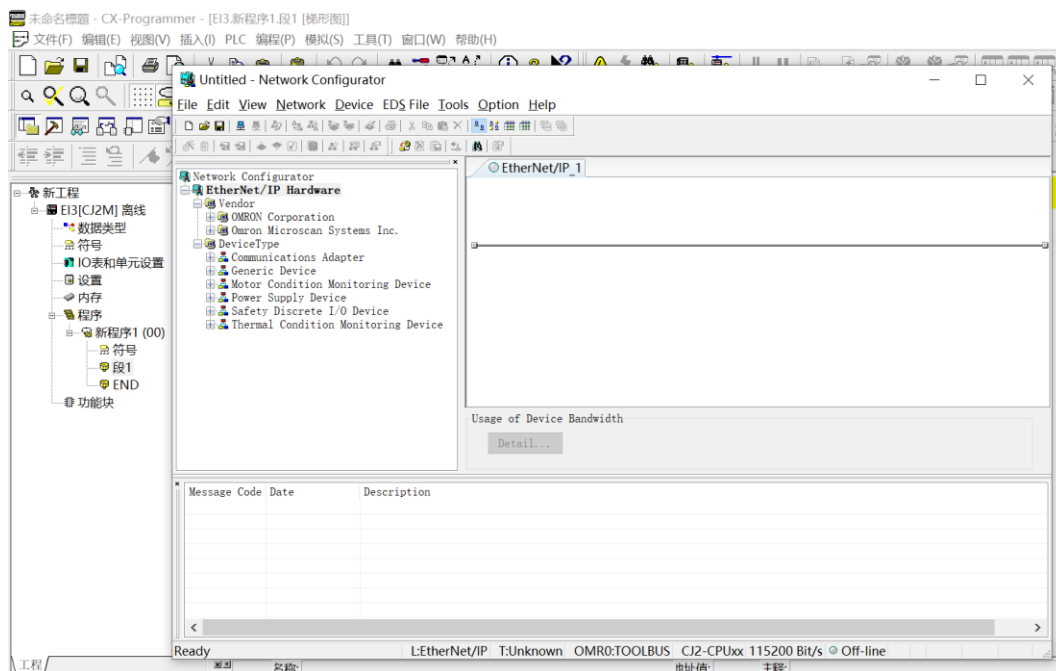 未命名標題 - CX-Programmer - [EI3.新程序1.段1 [梯形图]]
文件(F) 编辑(E) 视图(V) 插入(I) PLC 编程(P) 模拟(S) 工具(T) 窗口(W) 帮助(H)
Untitled - Network Configurator
File Edit View Network Device EDS File Tools Option Help
新工程
EI3[CJ2M] 离线
数据类型
符号
IO表和单元设置
设置
内存
程序
新程序1 (00)
符号
段1
END
功能块
工程
Network Configurator
EtherNet/IP Hardware
Vendor
OMRON Corporation
Omron Microscan Systems Inc.
DeviceType
Communications Adapter
Generic Device
Motor Condition Monitoring Device
Power Supply Device
Safety Discrete I/O Device
Thermal Condition Monitoring Device
EtherNet/IP_1
Usage of Device Bandwidth
Detail...
Message Code Date Description
Ready L:EtherNet/IP T:Unknown OMR0:TOOLBUS CJ2-CPUxx 115200 Bit/s Off-line
名称: 地址值: 注释: